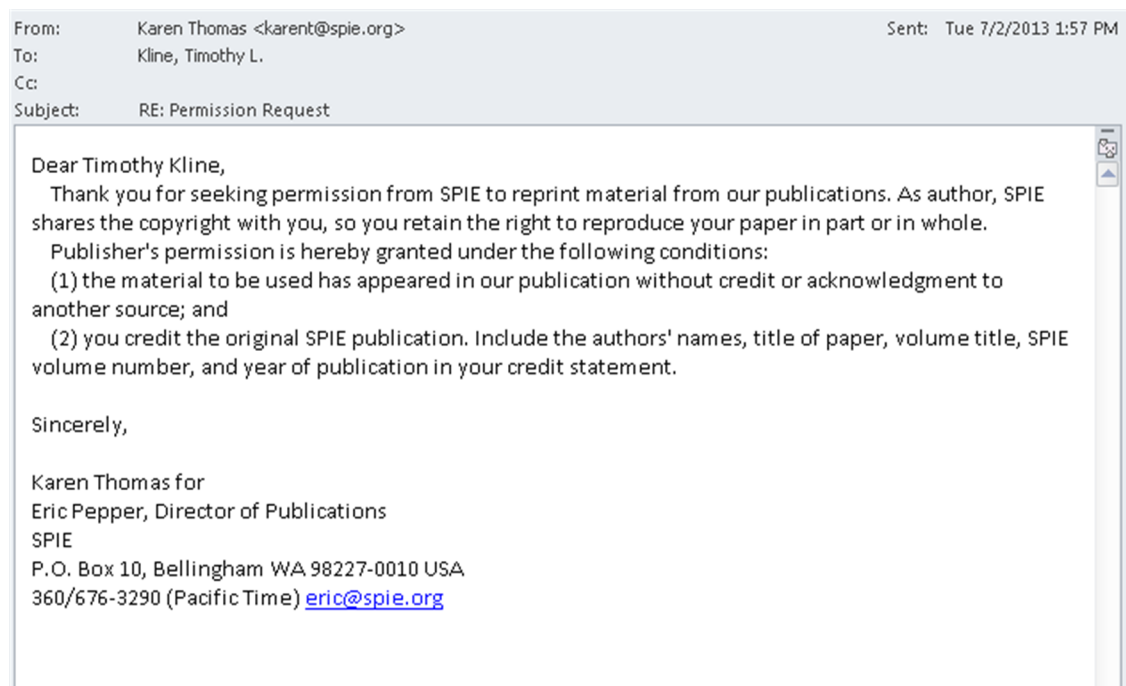 From: Karen Thomas <karent@spie.org> Sent: Tue 7/2/2013 1:57 PM
To: Kline, Timothy L.
Cc:
Subject: RE: Permission Request
Dear Timothy Kline,
Thank you for seeking permission from SPIE to reprint material from our publications. As author, SPIE
shares the copyright with you, so you retain the right to reproduce your paper in part or in whole.
Publisher's permission is hereby granted under the following conditions:
(1) the material to be used has appeared in our publication without credit or acknowledgment to
another source; and
(2) you credit the original SPIE publication. Include the authors' names, title of paper, volume title, SPIE
volume number, and year of publication in your credit statement.
Sincerely,
Karen Thomas for
Eric Pepper, Director of Publications
SPIE
P.O. Box 10, Bellingham WA 98227-0010 USA
360/676-3290 (Pacific Time) eric@spie.org